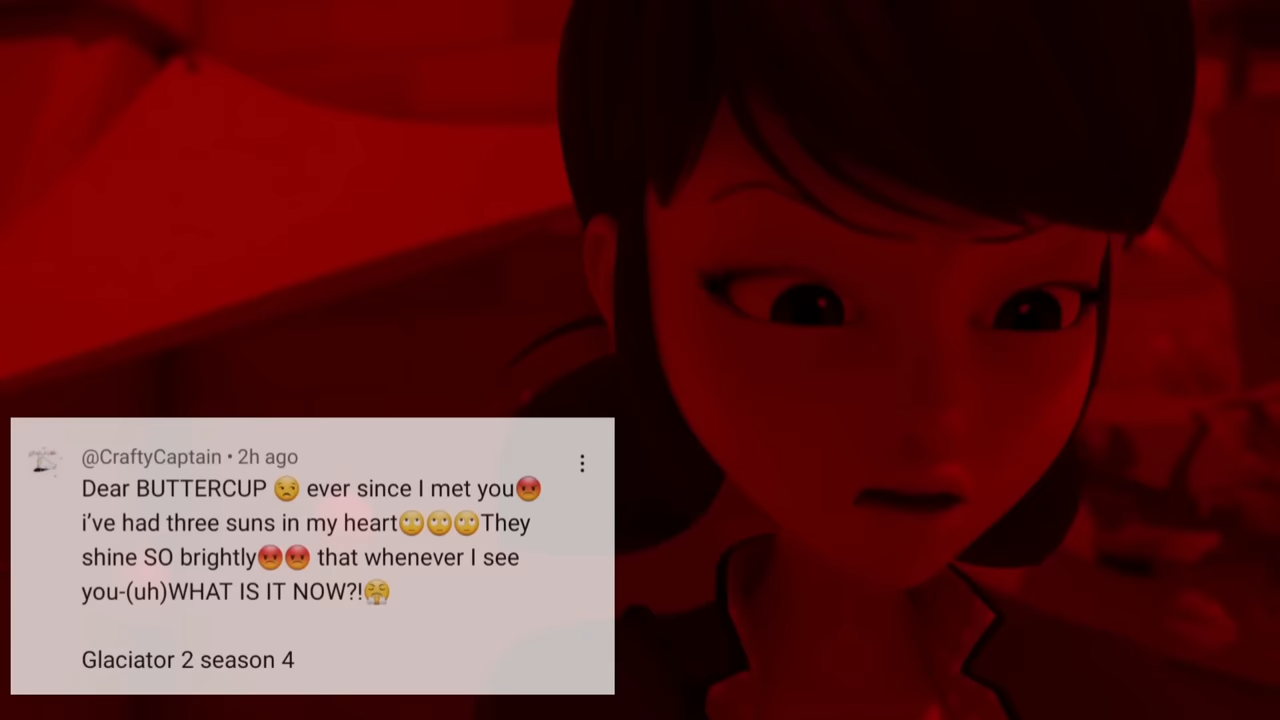 @CraftyCaptain • 2h ago
Dear BUTTERCUP 😒 ever since I met you😡
i’ve had three suns in my heart🙄🙄🙄They
shine SO brightly😡😡 that whenever I see
you-(uh)WHAT IS IT NOW?!😤
Glaciator 2 season 4